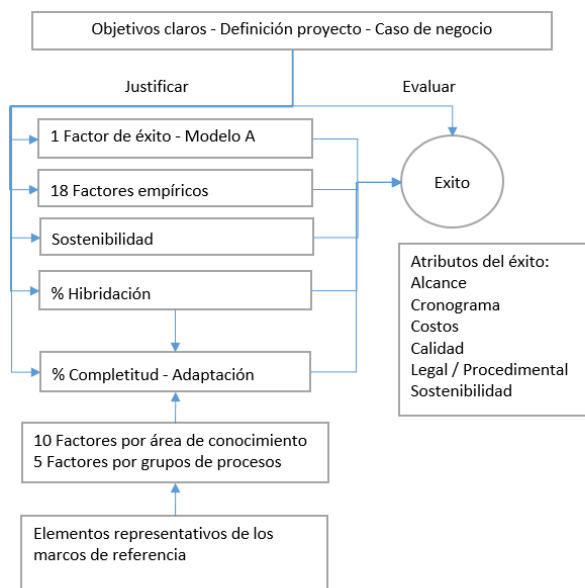 Objetivos claros - Definición proyecto - Caso de negocio
Justificar
Evaluar
1 Factor de éxito - Modelo A
18 Factores empíricos
Exito
Sostenibilidad
% Hibridación
% Completitud - Adaptación
Atributos del éxito:
Alcance
Cronograma
Costos
Calidad
Legal / Procedimental
Sostenibilidad
10 Factores por área de conocimiento
5 Factores por grupos de procesos
Elementos representativos de los
marcos de referencia